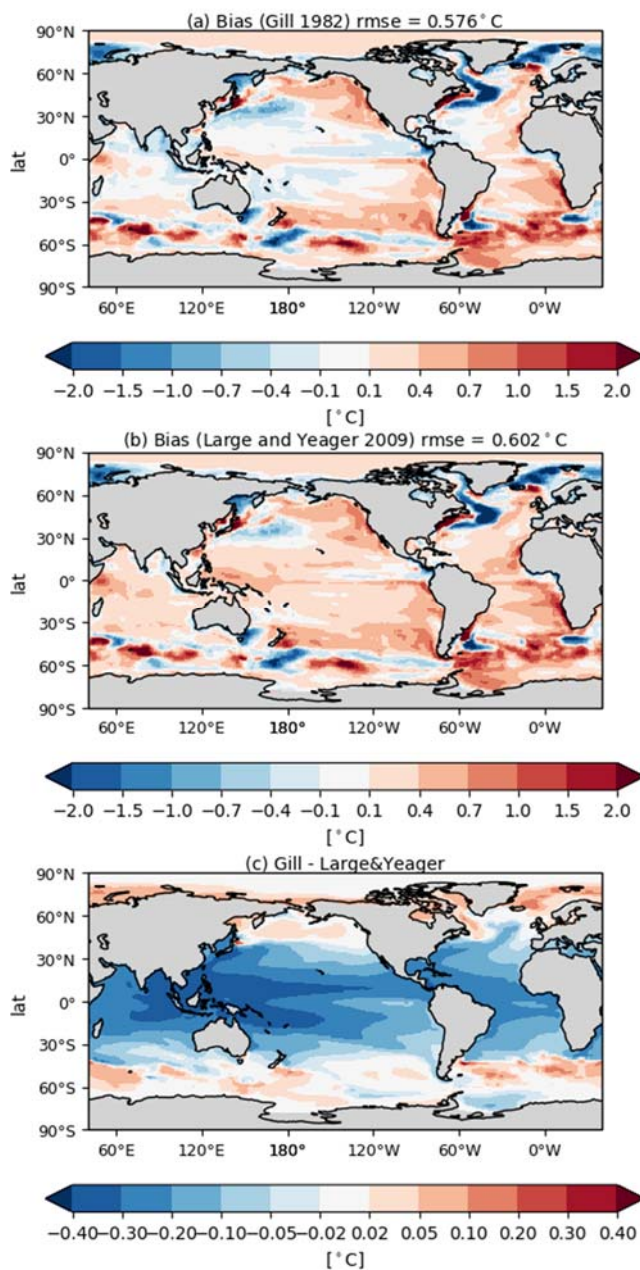 (a) Bias (Gill 1982) rmse = 0.576°C
90°N
60°N
30°N
0°
30°S
60°S
90°S
lat
60°E 120°E 180° 120°W 60°W 0°W
−2.0 −1.5 −1.0 −0.7 −0.4 −0.1 0.1 0.4 0.7 1.0 1.5 2.0
[°C]
(b) Bias (Large and Yeager 2009) rmse = 0.602°C
90°N
60°N
30°N
0°
30°S
60°S
90°S
lat
60°E 120°E 180° 120°W 60°W 0°W
−2.0 −1.5 −1.0 −0.7 −0.4 −0.1 0.1 0.4 0.7 1.0 1.5 2.0
[°C]
(c) Gill - Large&Yeager
90°N
60°N
30°N
0°
30°S
60°S
90°S
lat
60°E 120°E 180° 120°W 60°W 0°W
−0.40 −0.30 −0.20 −0.10 −0.05 −0.02 0.02 0.05 0.10 0.20 0.30 0.40
[°C]